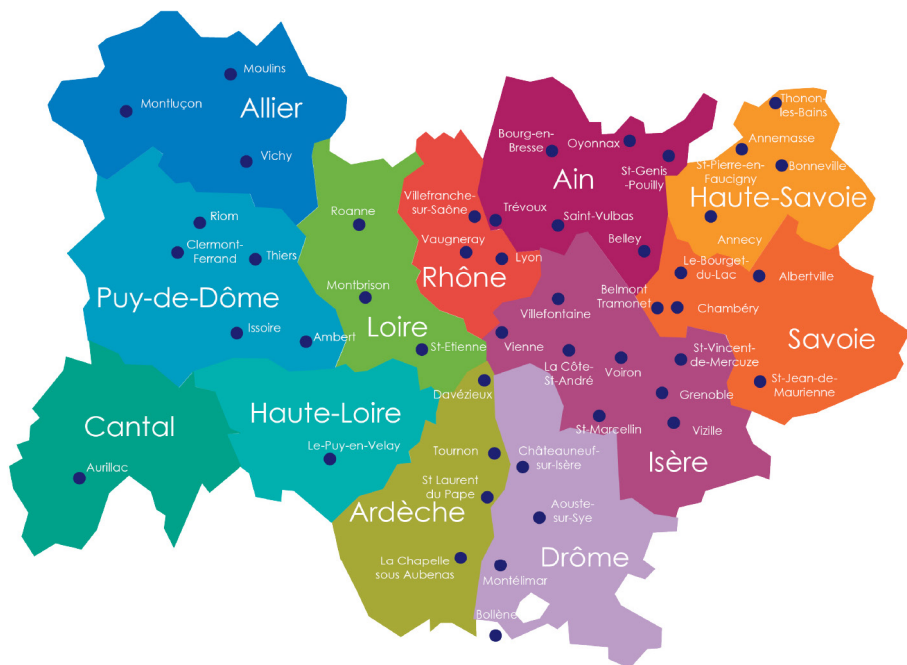 Moulins
Montluçon
Allier
Vichy
Riom
Clermont-
Ferrand
Thiers
Puy-de-Dôme
Issoire
Ambert
Cantal
Aurillac
Haute-Loire
Le-Puy-en-Velay
Roanne
Montbrison
Loire
St-Etienne
Villefranche-
sur-Saône
Vaugneray
Lyon
Rhône
Bourg-en-
Bresse
Oyonnax
St-Genis
-Pouilly
Ain
Trévoux
Saint-Vulbas
Belley
Thonon-
les-Bains
Annemasse
St-Pierre-en-
Faucigny
Bonneville
Haute-Savoie
Annecy
Le-Bourget-
du-Lac
Albertville
Belmont
Tramonet
Chambéry
Savoie
St-Jean-de-
Maurienne
Villefontaine
Vienne
La Côte-
St-André
Voiron
St-Vincent-
de-Mercuze
Grenoble
St-Marcellin
Vizille
Isère
Davézieux
Tournon
St Laurent
du Pape
Ardèche
La Chapelle
sous Aubenas
Châteauneuf-
sur-Isère
Aouste-
sur-Sye
Drôme
Montélimar
Bollène